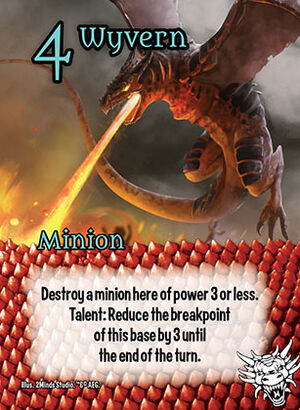 4 Wyvern
Minion
Destroy a minion here of power 3 or less.
Talent: Reduce the breakpoint
of this base by 3 until
the end of the turn.
Illus. 2Minds Studio. ™© AEG.